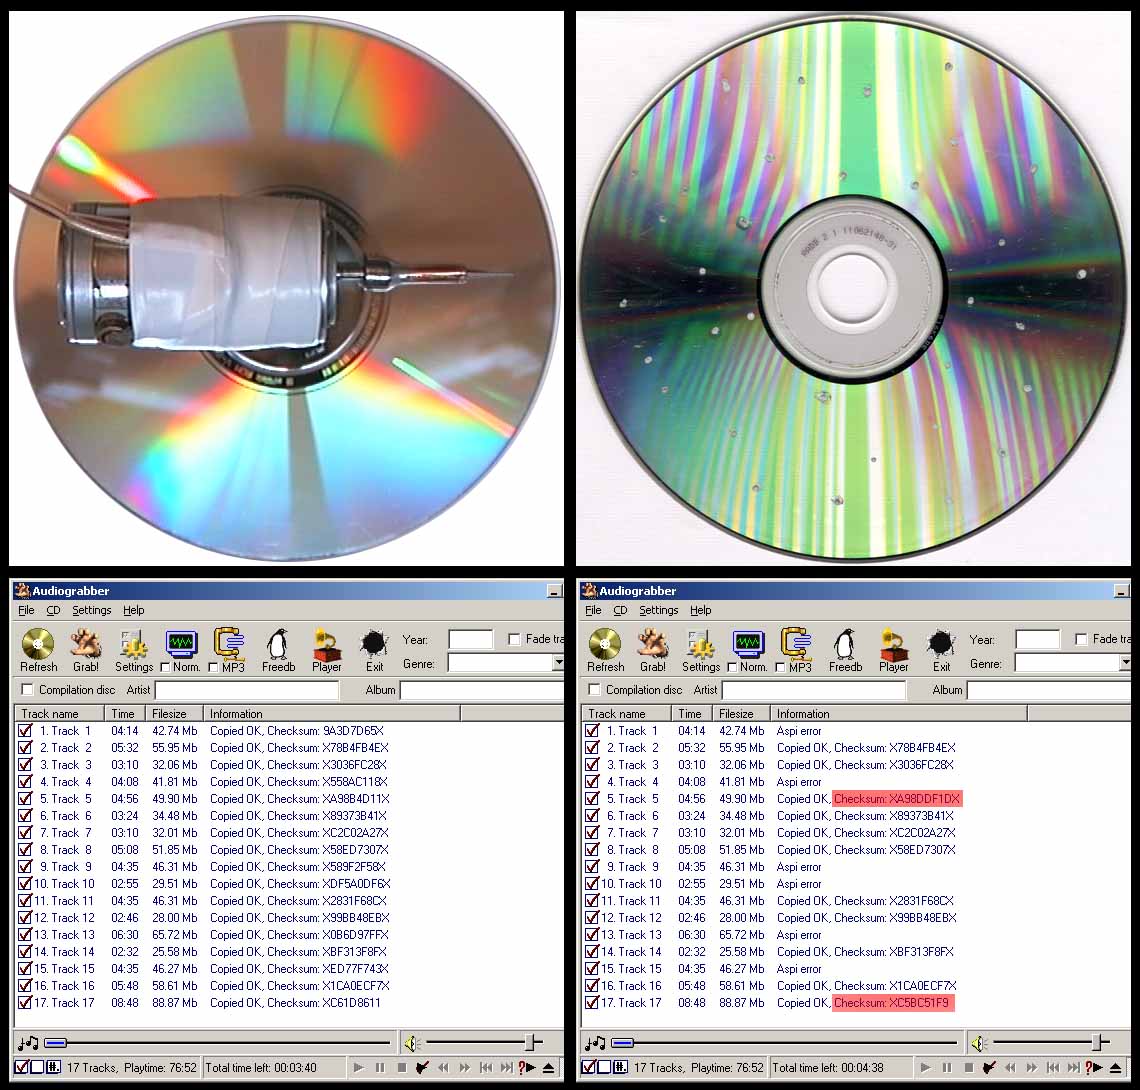 RADB 2 1 11062148-31
Audiograbber
File CD Settings Help
Refresh Grab! Settings Norm. MP3 Freedb Player Exit
Year:
Genre:
Fade tra
Compilation disc Artist Album
Track name Time Filesize Information
1. Track 1 04:14 42.74 Mb Copied OK, Checksum: 9A3D7D65X
2. Track 2 05:32 55.95 Mb Copied OK, Checksum: X78B4FB4EX
3. Track 3 03:10 32.06 Mb Copied OK, Checksum: X3036FC28X
4. Track 4 04:08 41.81 Mb Copied OK, Checksum: X558AC118X
5. Track 5 04:56 49.90 Mb Copied OK, Checksum: XA98B4D11X
6. Track 6 03:24 34.48 Mb Copied OK, Checksum: X89373B41X
7. Track 7 03:10 32.01 Mb Copied OK, Checksum: XC2C02A27X
8. Track 8 05:08 51.85 Mb Copied OK, Checksum: X58ED7307X
9. Track 9 04:35 46.31 Mb Copied OK, Checksum: X589F2F58X
10. Track 10 02:55 29.51 Mb Copied OK, Checksum: XDF5A0DF6X
11. Track 11 04:35 46.31 Mb Copied OK, Checksum: X2831F68CX
12. Track 12 02:46 28.00 Mb Copied OK, Checksum: X99BB48EBX
13. Track 13 06:30 65.72 Mb Copied OK, Checksum: X0B6D97FFX
14. Track 14 02:32 25.58 Mb Copied OK, Checksum: XBF313F8FX
15. Track 15 04:35 46.27 Mb Copied OK, Checksum: XED77F743X
16. Track 16 05:48 58.61 Mb Copied OK, Checksum: X1CA0ECF7X
17. Track 17 08:48 88.87 Mb Copied OK, Checksum: XC61D8611
17 Tracks, Playtime: 76:52 Total time left: 00:03:40
Audiograbber
File CD Settings Help
Refresh Grab! Settings Norm. MP3 Freedb Player Exit
Year:
Genre:
Fade tra
Compilation disc Artist Album
Track name Time Filesize Information
1. Track 1 04:14 42.74 Mb Aspi error
2. Track 2 05:32 55.95 Mb Copied OK, Checksum: X78B4FB4EX
3. Track 3 03:10 32.06 Mb Copied OK, Checksum: X3036FC28X
4. Track 4 04:08 41.81 Mb Aspi error
5. Track 5 04:56 49.90 Mb Copied OK, Checksum: XA98DDF1DX
6. Track 6 03:24 34.48 Mb Copied OK, Checksum: X89373B41X
7. Track 7 03:10 32.01 Mb Copied OK, Checksum: XC2C02A27X
8. Track 8 05:08 51.85 Mb Copied OK, Checksum: X58ED7307X
9. Track 9 04:35 46.31 Mb Aspi error
10. Track 10 02:55 29.51 Mb Aspi error
11. Track 11 04:35 46.31 Mb Copied OK, Checksum: X2831F68CX
12. Track 12 02:46 28.00 Mb Copied OK, Checksum: X99BB48EBX
13. Track 13 06:30 65.72 Mb Aspi error
14. Track 14 02:32 25.58 Mb Copied OK, Checksum: XBF313F8FX
15. Track 15 04:35 46.27 Mb Aspi error
16. Track 16 05:48 58.61 Mb Copied OK, Checksum: X1CA0ECF7X
17. Track 17 08:48 88.87 Mb Copied OK, Checksum: XC5BC51F9
17 Tracks, Playtime: 76:52 Total time left: 00:04:38